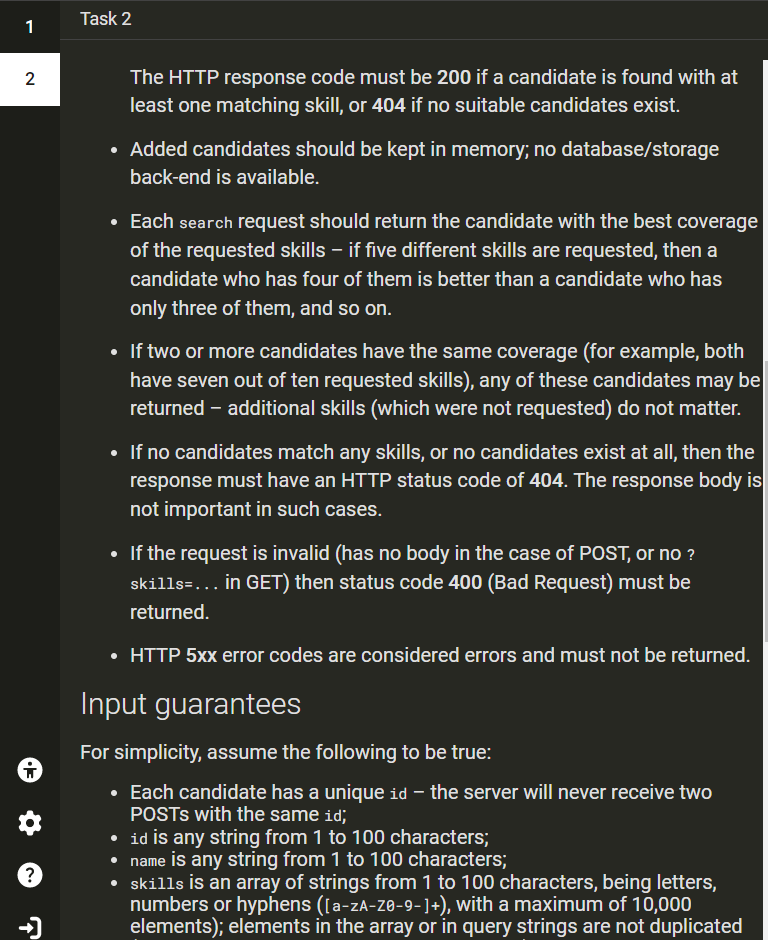 1
Task 2
2
The HTTP response code must be 200 if a candidate is found with at
least one matching skill, or 404 if no suitable candidates exist.
• Added candidates should be kept in memory; no database/storage
back-end is available.
• Each search request should return the candidate with the best coverage
of the requested skills – if five different skills are requested, then a
candidate who has four of them is better than a candidate who has
only three of them, and so on.
• If two or more candidates have the same coverage (for example, both
have seven out of ten requested skills), any of these candidates may be
returned – additional skills (which were not requested) do not matter.
• If no candidates match any skills, or no candidates exist at all, then the
response must have an HTTP status code of 404. The response body is
not important in such cases.
• If the request is invalid (has no body in the case of POST, or no ?
skills=... in GET) then status code 400 (Bad Request) must be
returned.
• HTTP 5xx error codes are considered errors and must not be returned.
Input guarantees
For simplicity, assume the following to be true:
• Each candidate has a unique id – the server will never receive two
POSTs with the same id;
• id is any string from 1 to 100 characters;
• name is any string from 1 to 100 characters;
• skills is an array of strings from 1 to 100 characters, being letters,
numbers or hyphens ([a-zA-Z0-9-]+), with a maximum of 10,000
elements); elements in the array or in query strings are not duplicated